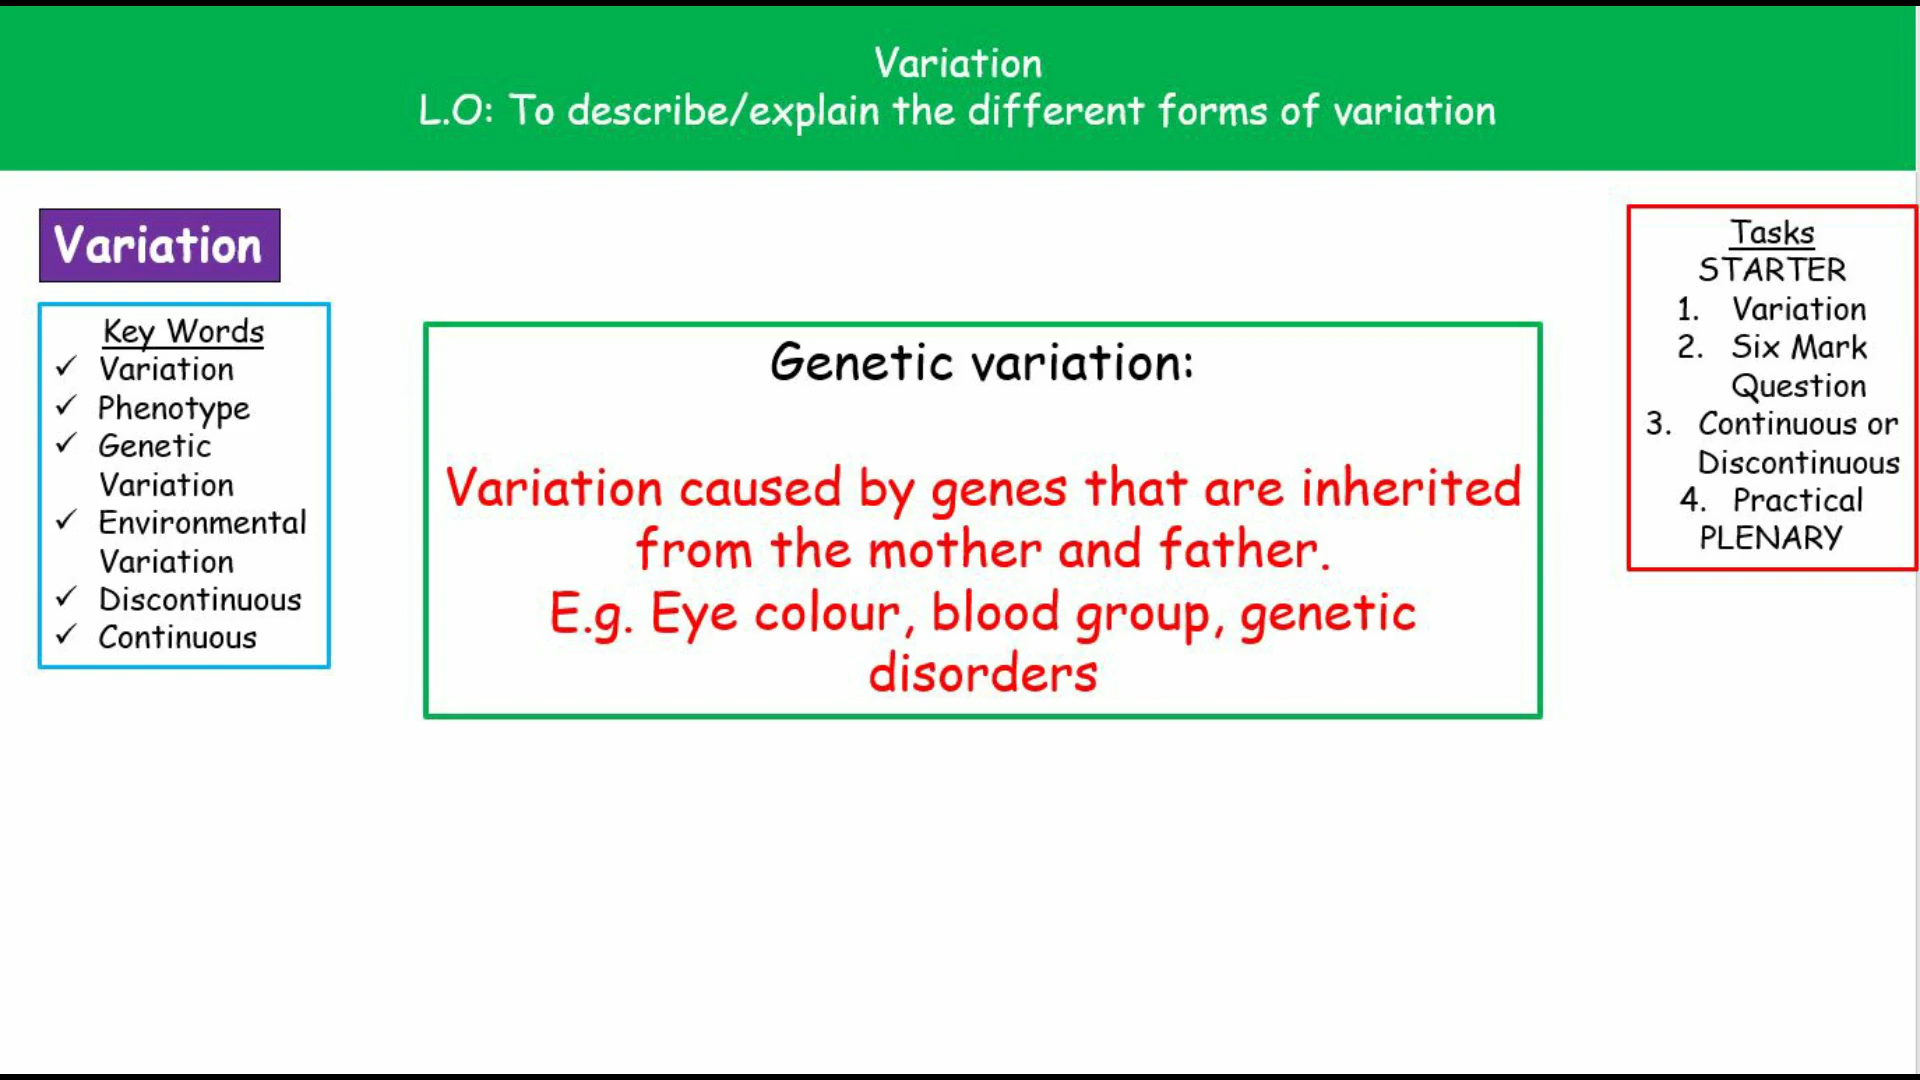 Variation
L.O: To describe/explain the different forms of variation
Variation
Key Words
✓ Variation
✓ Phenotype
✓ Genetic
Variation
✓ Environmental
Variation
✓ Discontinuous
✓ Continuous
Genetic variation:
Variation caused by genes that are inherited
from the mother and father.
E.g. Eye colour, blood group, genetic
disorders
Tasks
STARTER
1. Variation
2. Six Mark
Question
3. Continuous or
Discontinuous
4. Practical
PLENARY